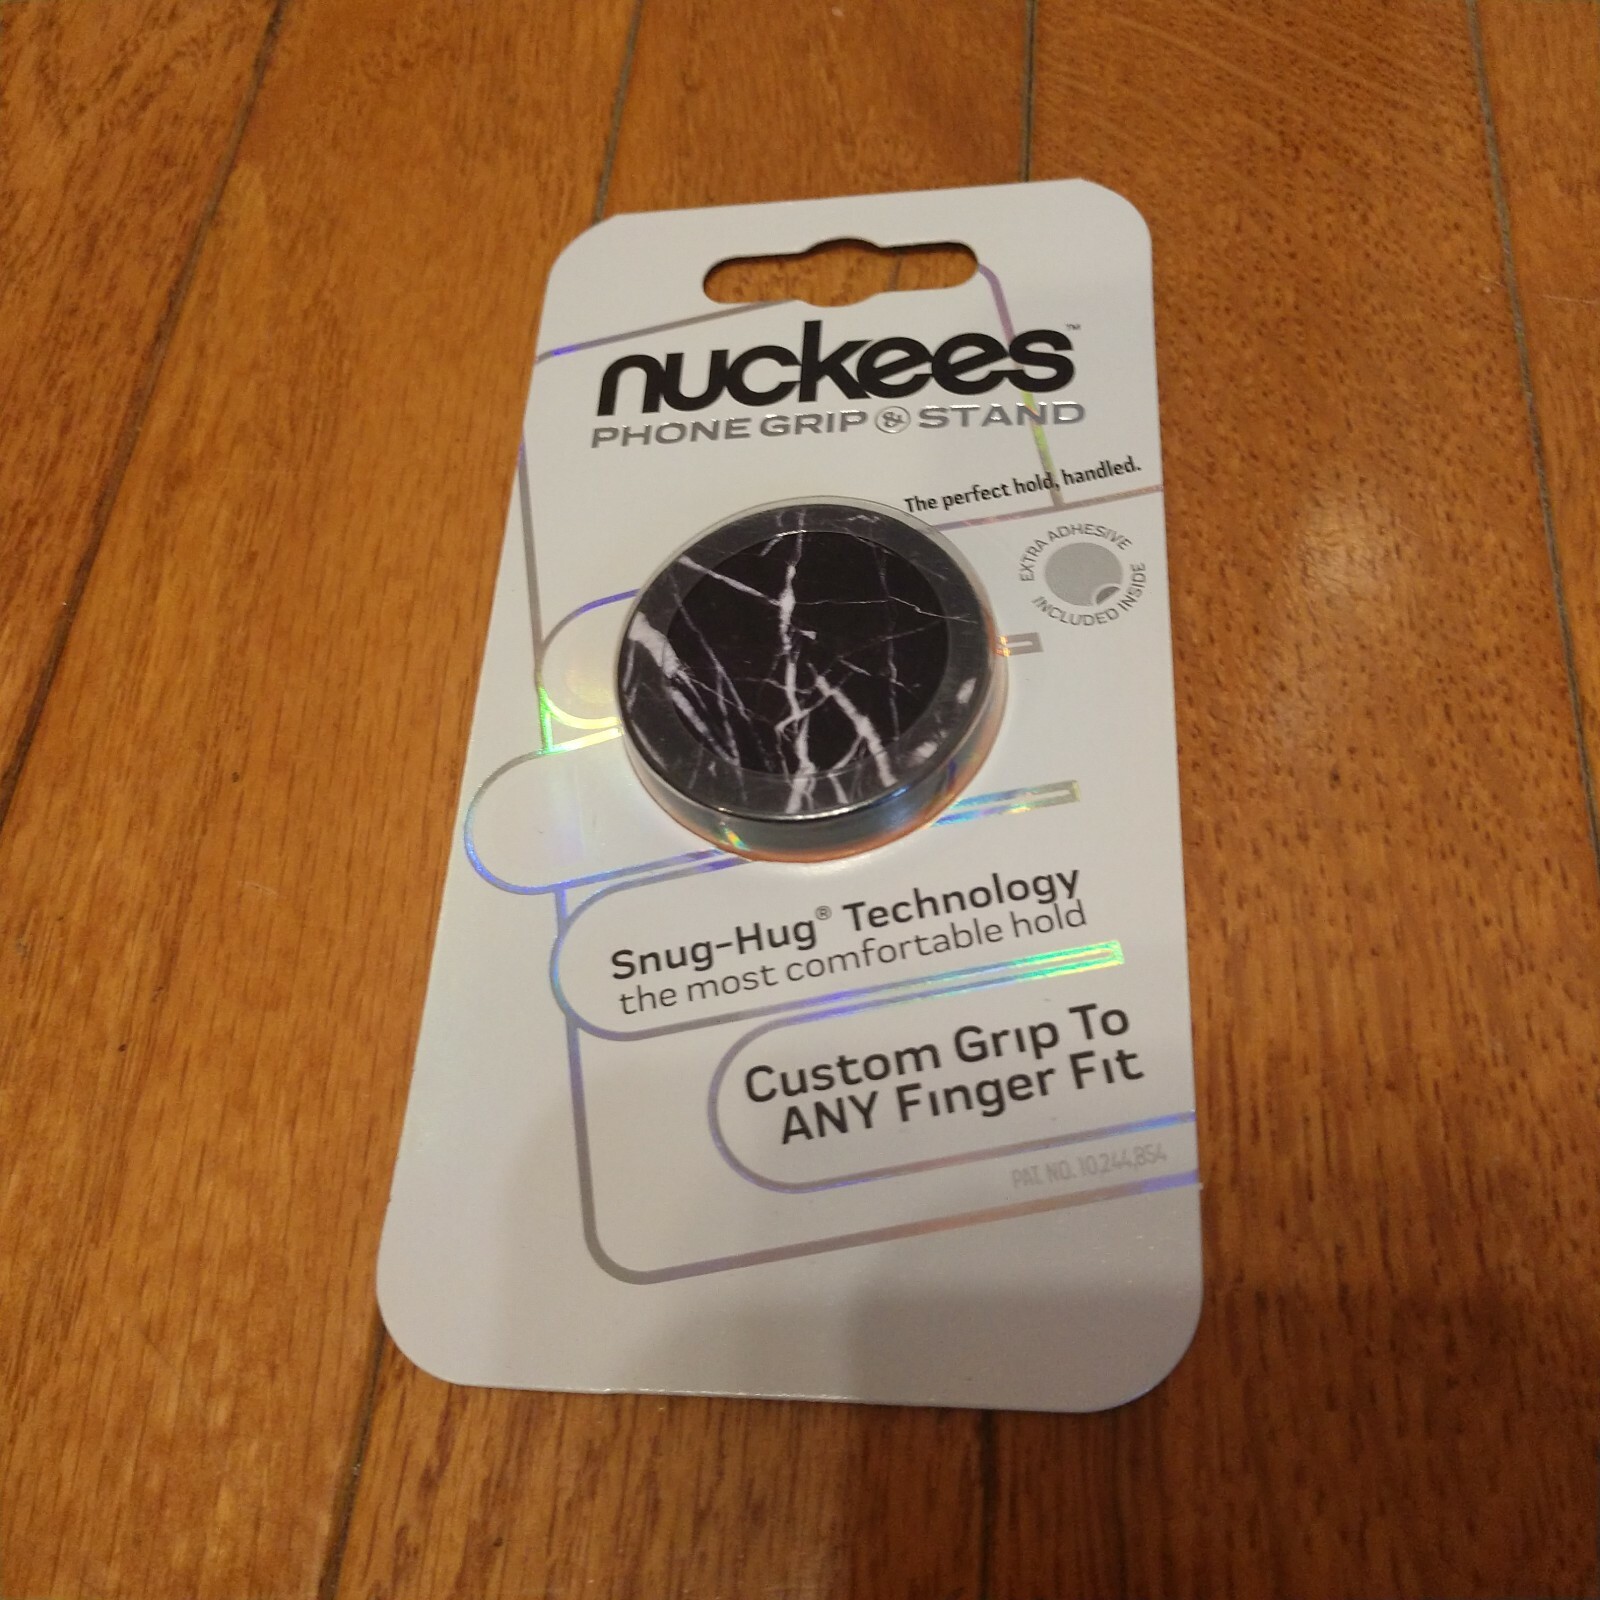 nuckees™
PHONE GRIP & STAND
The perfect hold, handled.
EXTRA ADHESIVE
INCLUDED INSIDE
Snug-Hug® Technology
the most comfortable hold
Custom Grip To
ANY Finger Fit
PAT. NO. 10,244,854